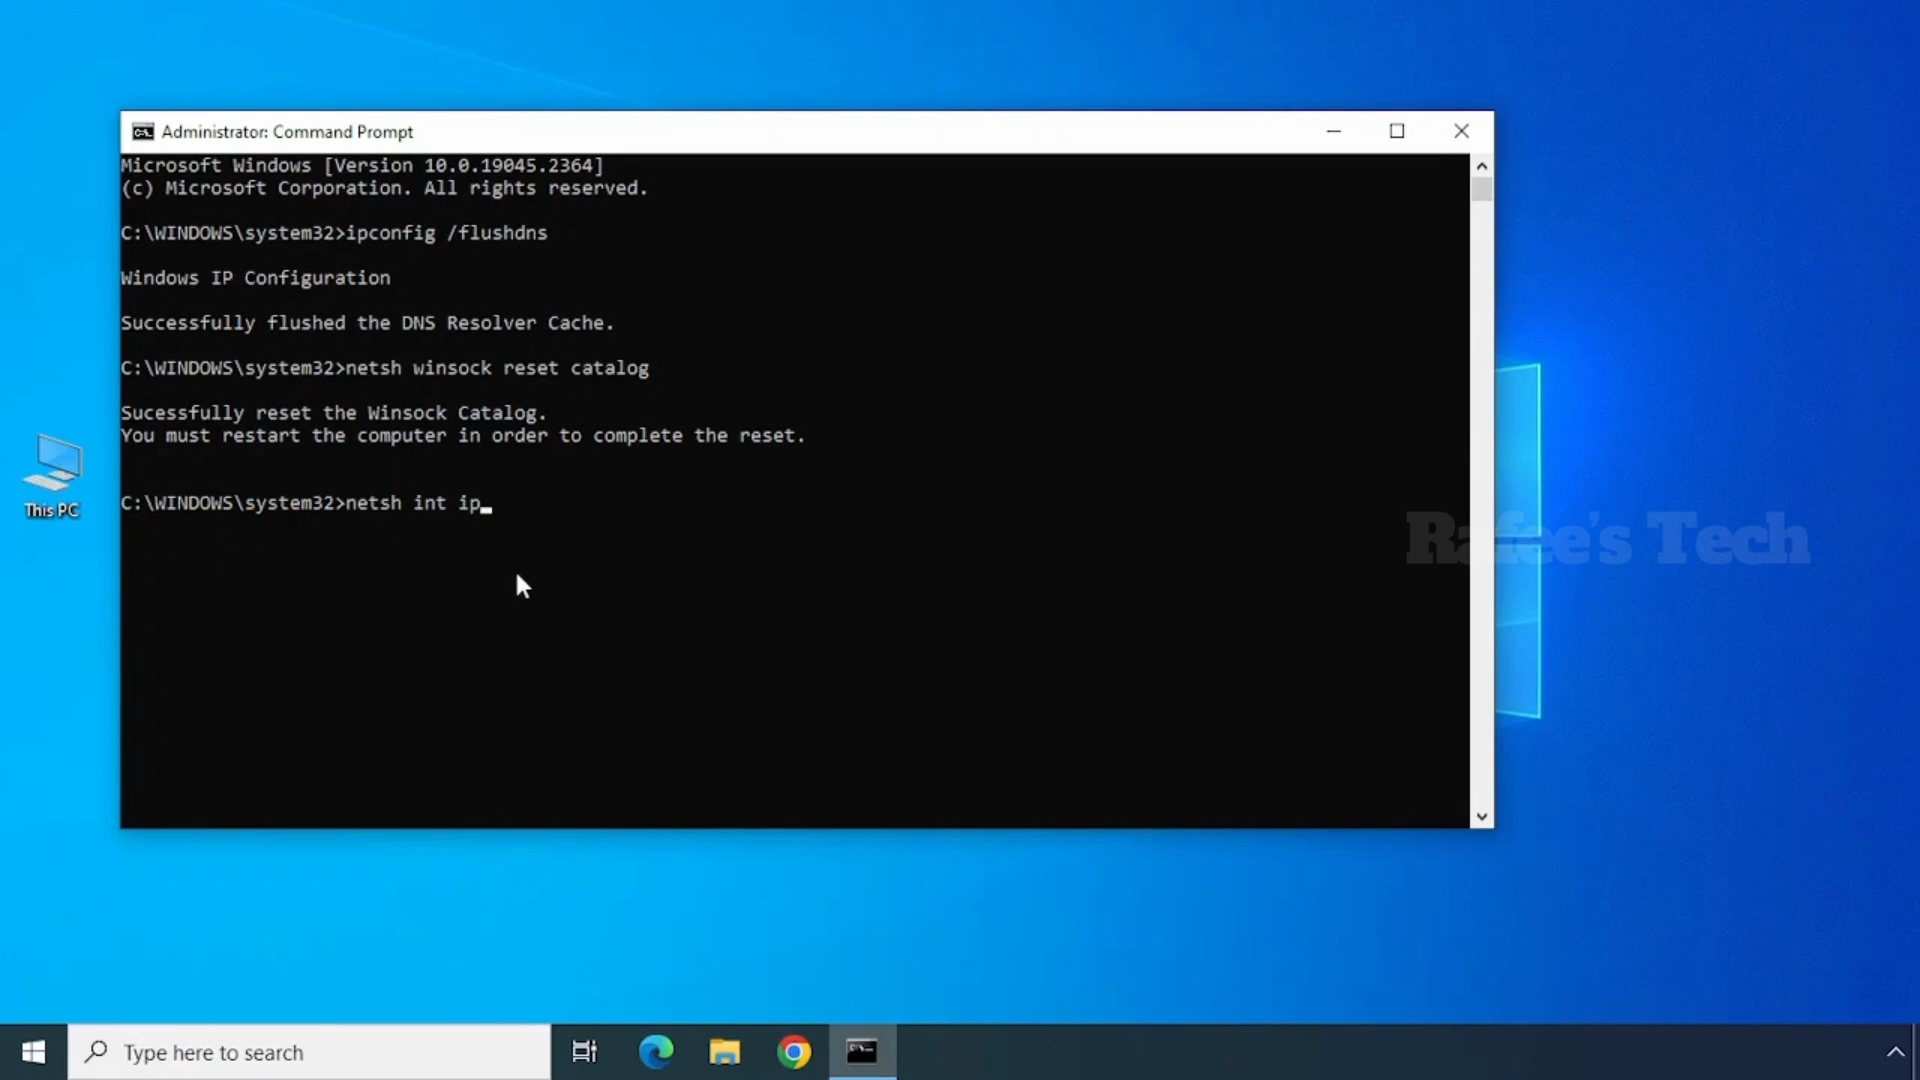 Administrator: Command Prompt
Microsoft Windows [Version 10.0.19045.2364]
(c) Microsoft Corporation. All rights reserved.
C:\WINDOWS\system32>ipconfig /flushdns
Windows IP Configuration
Successfully flushed the DNS Resolver Cache.
C:\WINDOWS\system32>netsh winsock reset catalog
Sucessfully reset the Winsock Catalog.
You must restart the computer in order to complete the reset.
C:\WINDOWS\system32>netsh int ip
This PC
Rafee's Tech
Type here to search